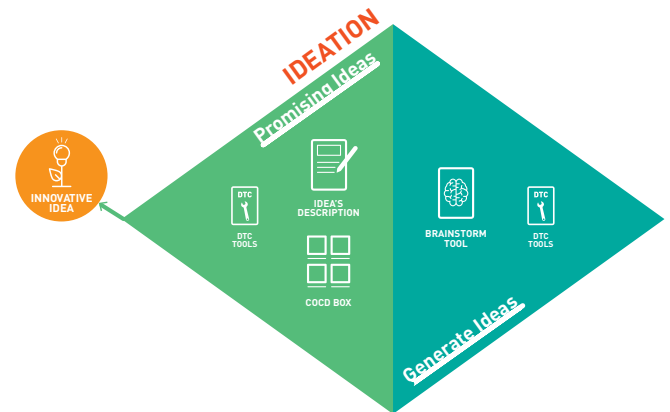 IDEATION
Promising Ideas
INNOVATIVE
IDEA
DTC
DTC
TOOLS
IDEA'S
DESCRIPTION
COCD BOX
BRAINSTORM
TOOL
DTC
DTC
TOOLS
Generate Ideas